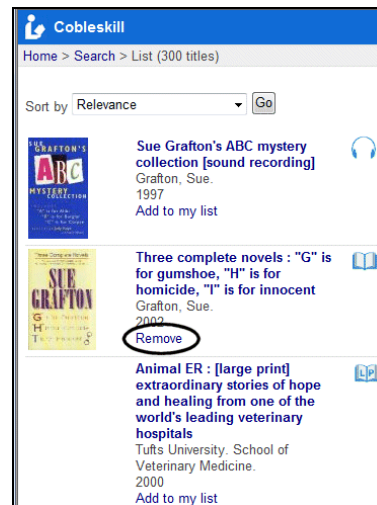 Cobleskill
Home > Search > List (300 titles)
Sort by Relevance Go
SUE
GRAFTON'S
ABC
MYSTERY
COLLECTION
Sue Grafton's ABC mystery
collection [sound recording]
Grafton, Sue.
1997
Add to my list
Three Complete Novels
SUE
GRAFTON
Three complete novels : "G" is
for gumshoe, "H" is for
homicide, "I" is for innocent
Grafton, Sue.
2002
Remove
Animal ER : [large print]
extraordinary stories of hope
and healing from one of the
world's leading veterinary
hospitals
Tufts University. School of
Veterinary Medicine.
2000
Add to my list
LP